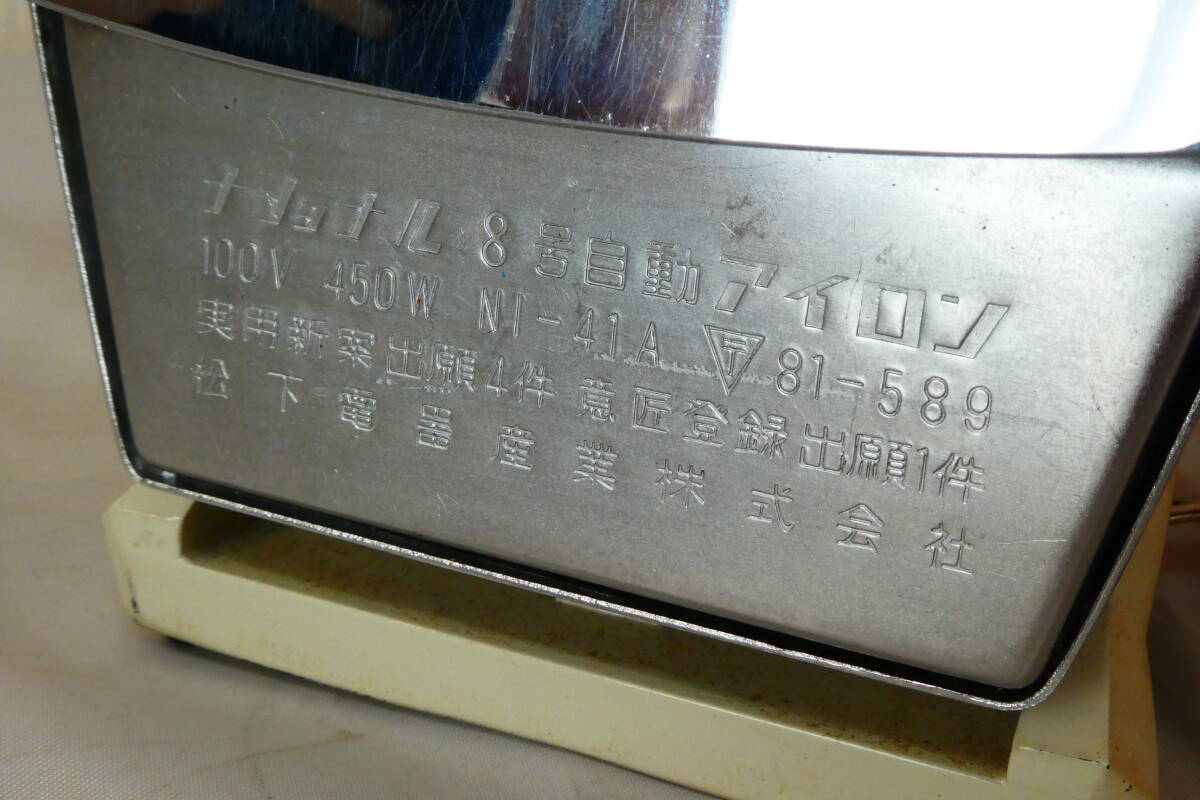 ナショナル 8号自動アイロン
100V 450W NI-41A 〒 81-589
実用新案出願4件 意匠登録出願1件
松下電器産業株式会社